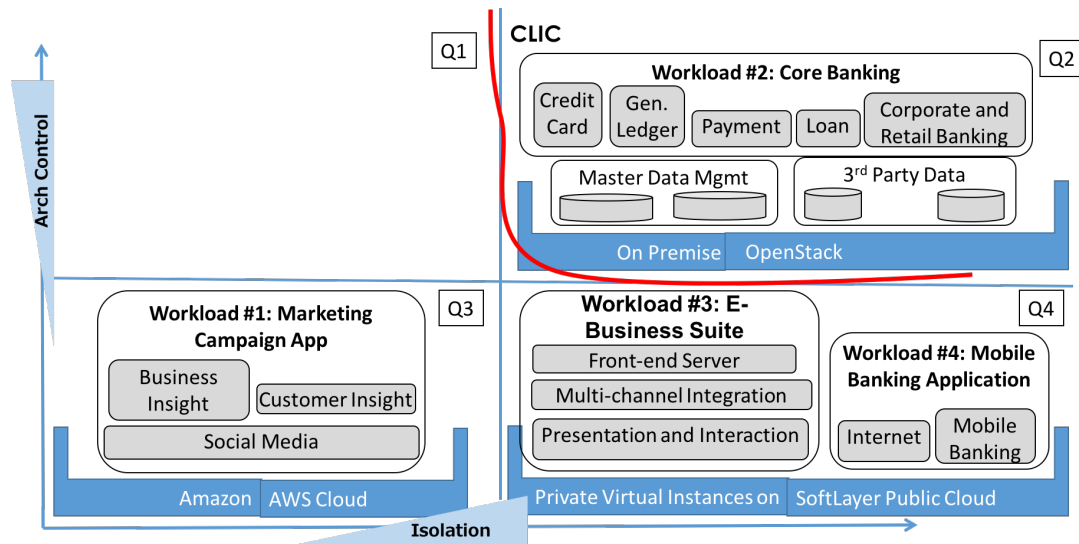 CLIC
Q1
Q2
Workload #2: Core Banking
Credit
Card
Gen.
Ledger
Payment
Loan
Corporate and
Retail Banking
Master Data Mgmt
3rd Party Data
On Premise
OpenStack
Arch Control
Q3
Workload #1: Marketing
Campaign App
Business
Insight
Customer Insight
Social Media
Amazon
AWS Cloud
Q4
Workload #3: E-
Business Suite
Front-end Server
Multi-channel Integration
Presentation and Interaction
Workload #4: Mobile
Banking Application
Internet
Mobile
Banking
Private Virtual Instances on
SoftLayer Public Cloud
Isolation